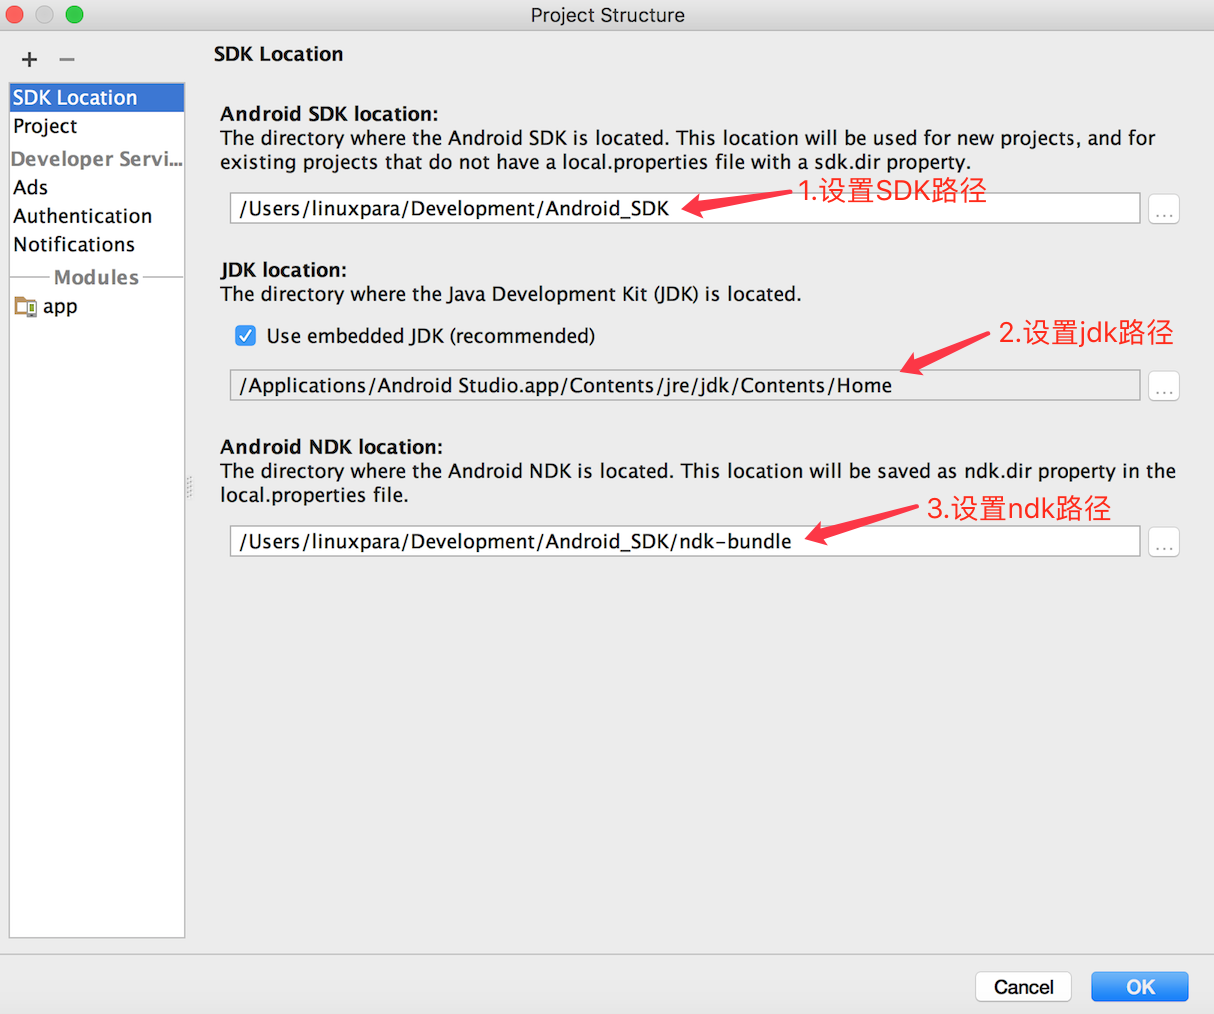 Project Structure
SDK Location
SDK Location
Project
Developer Servi...
Ads
Authentication
Notifications
Modules
app
Android SDK location:
The directory where the Android SDK is located. This location will be used for new projects, and for
existing projects that do not have a local.properties file with a sdk.dir property.
1.设置SDK路径
/Users/linuxpara/Development/Android_SDK
...
JDK location:
The directory where the Java Development Kit (JDK) is located.
Use embedded JDK (recommended)
2.设置jdk路径
/Applications/Android Studio.app/Contents/jre/jdk/Contents/Home
...
Android NDK location:
The directory where the Android NDK is located. This location will be saved as ndk.dir property in the
local.properties file.
3.设置ndk路径
/Users/linuxpara/Development/Android_SDK/ndk-bundle
...
Cancel
OK